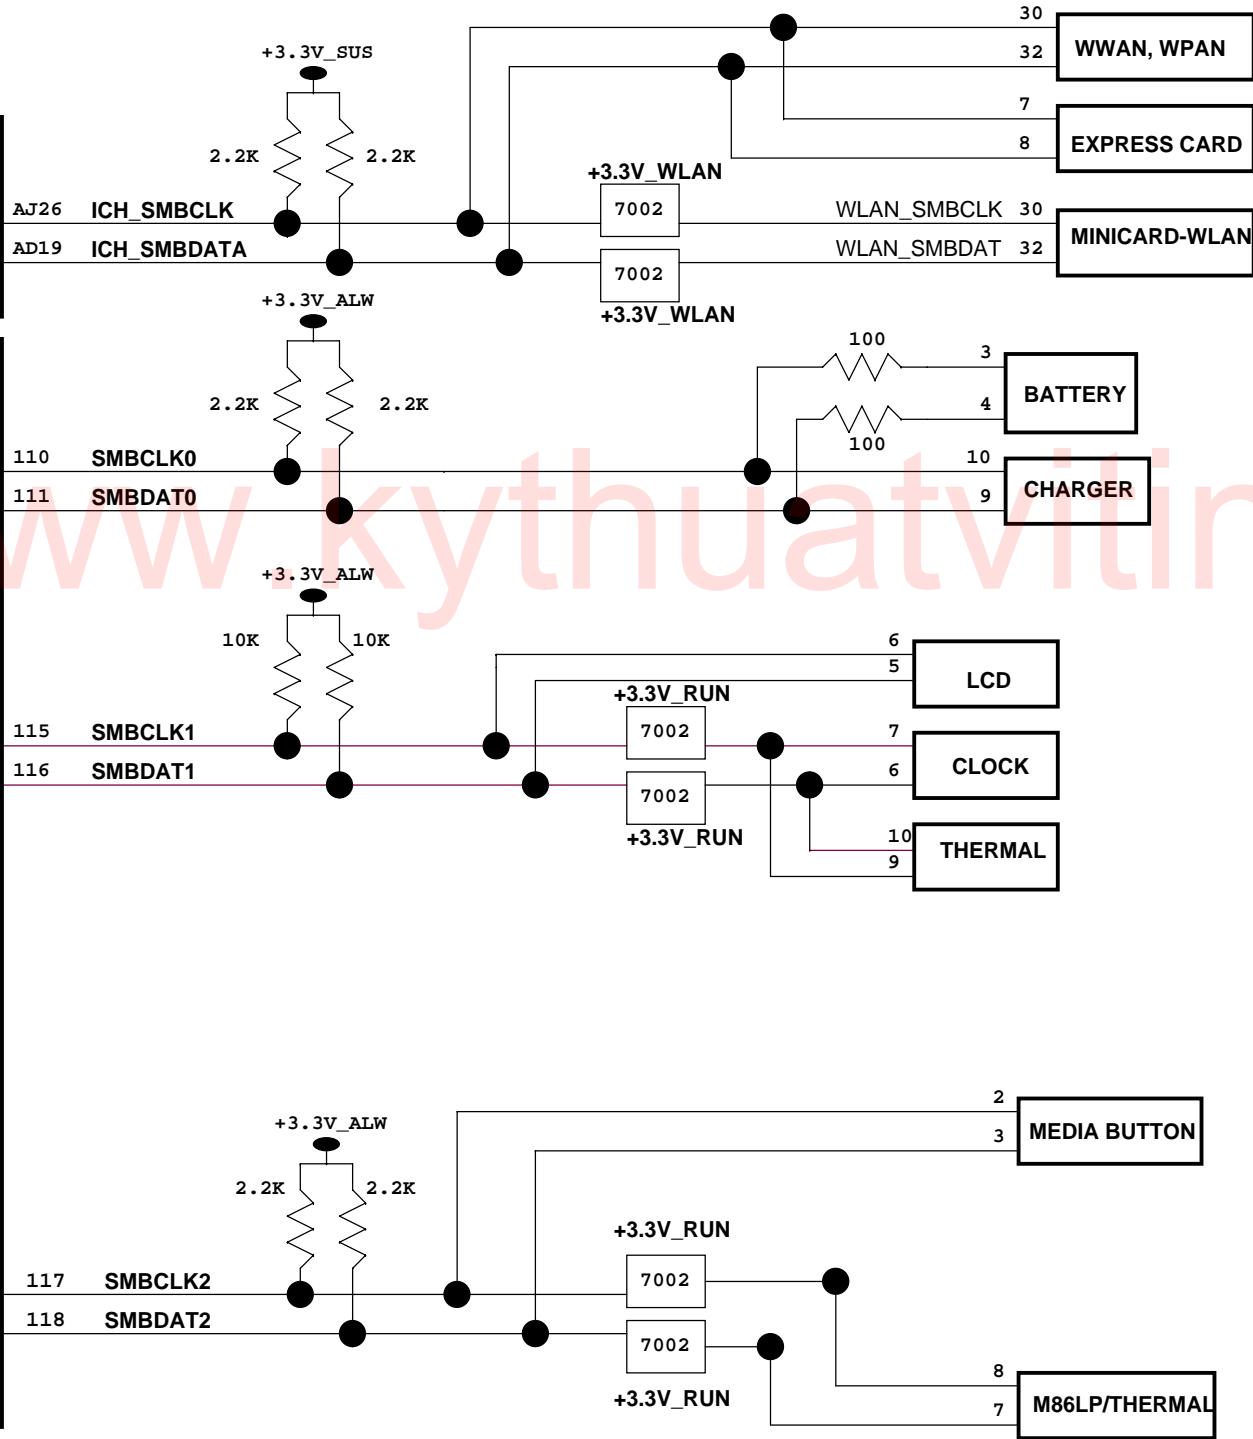 30
+3.3V_SUS
32
WWAN, WPAN
7
2.2K
2.2K
8
EXPRESS CARD
+3.3V_WLAN
AJ26
ICH_SMBCLK
7002
WLAN_SMBCLK
30
AD19
ICH_SMBDATA
WLAN_SMBDAT
32
MINICARD-WLAN
7002
+3.3V_ALW
+3.3V_WLAN
100
3
2.2K
2.2K
4
BATTERY
100
110
SMBCLK0
10
111
SMBDAT0
9
CHARGER
ww.kythuatvitin
+3.3V_ALW
10K
10K
6
5
LCD
+3.3V_RUN
115
SMBCLK1
7002
7
116
SMBDAT1
6
CLOCK
7002
+3.3V_RUN
10
9
THERMAL
2
+3.3V_ALW
3
MEDIA BUTTON
2.2K
2.2K
+3.3V_RUN
117
SMBCLK2
7002
118
SMBDAT2
7002
8
+3.3V_RUN
7
M86LP/THERMAL